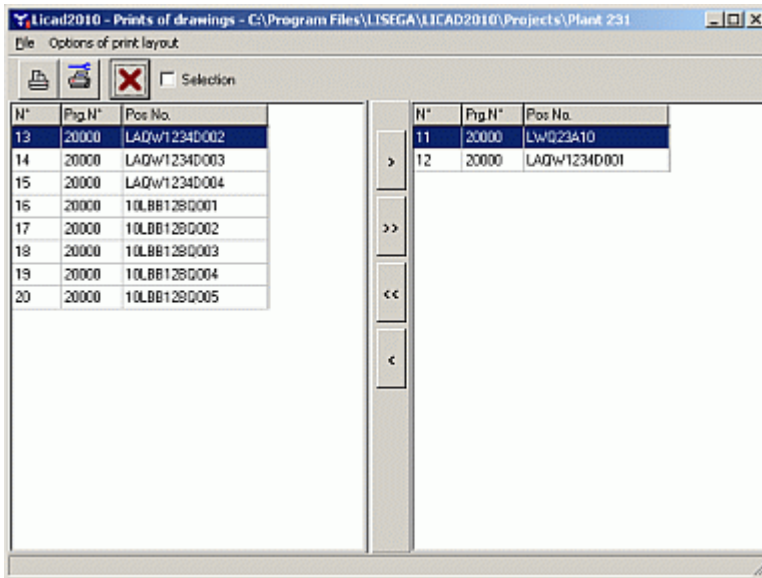 Licad2010 - Prints of drawings - C:\Program Files\LISEGA\LICAD2010\Projects\Plant 231
File Options of print layout
Selection
N° Prg.N° Pos No.
13 20000 LAQW1234D002
14 20000 LAQW1234D003
15 20000 LAQW1234D004
16 20000 10LBB12BQ001
17 20000 10LBB12BQ002
18 20000 10LBB12BQ003
19 20000 10LBB12BQ004
20 20000 10LBB12BQ005
>
>>
<<
<
N° Prg.N° Pos No.
11 20000 LWQ23A10
12 20000 LAQW1234D001